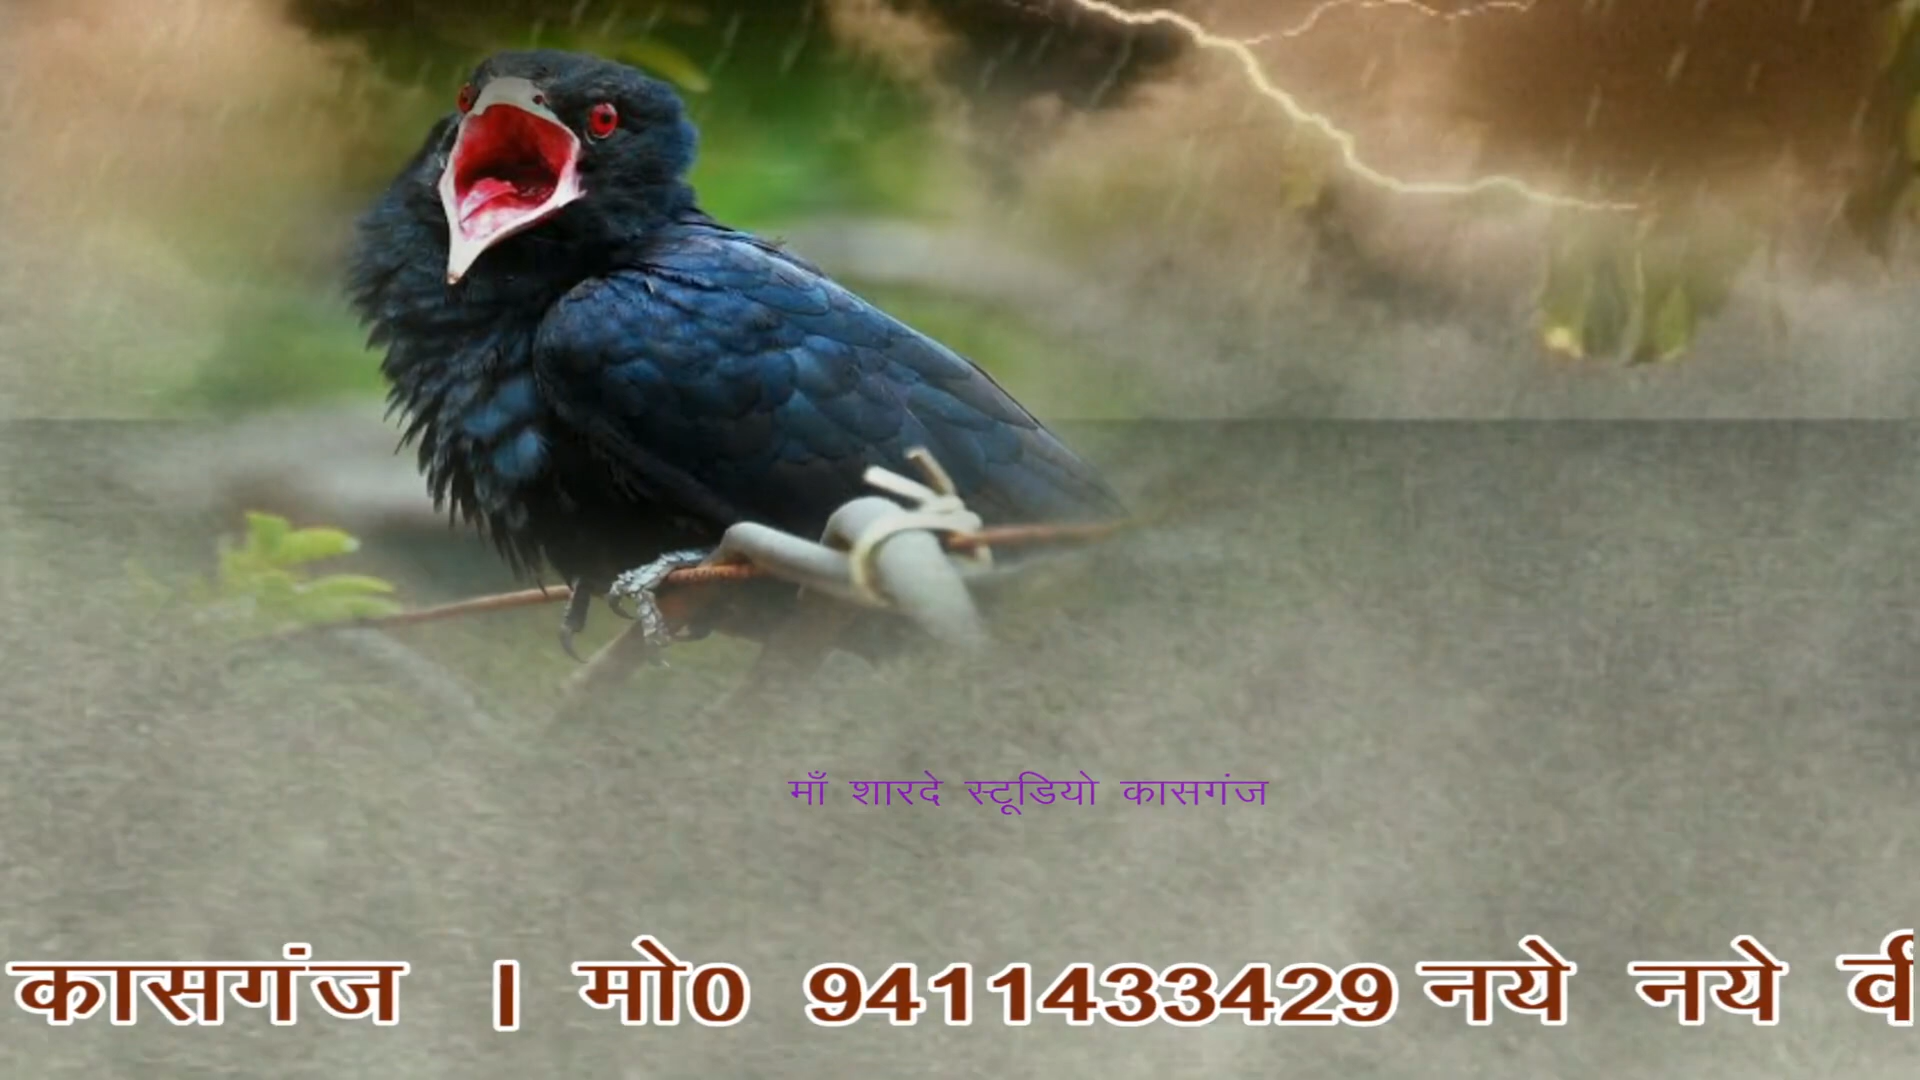 माँ शारदे स्टूडियो कासगंज
कासगंज । मो0 9411433429 नये नये